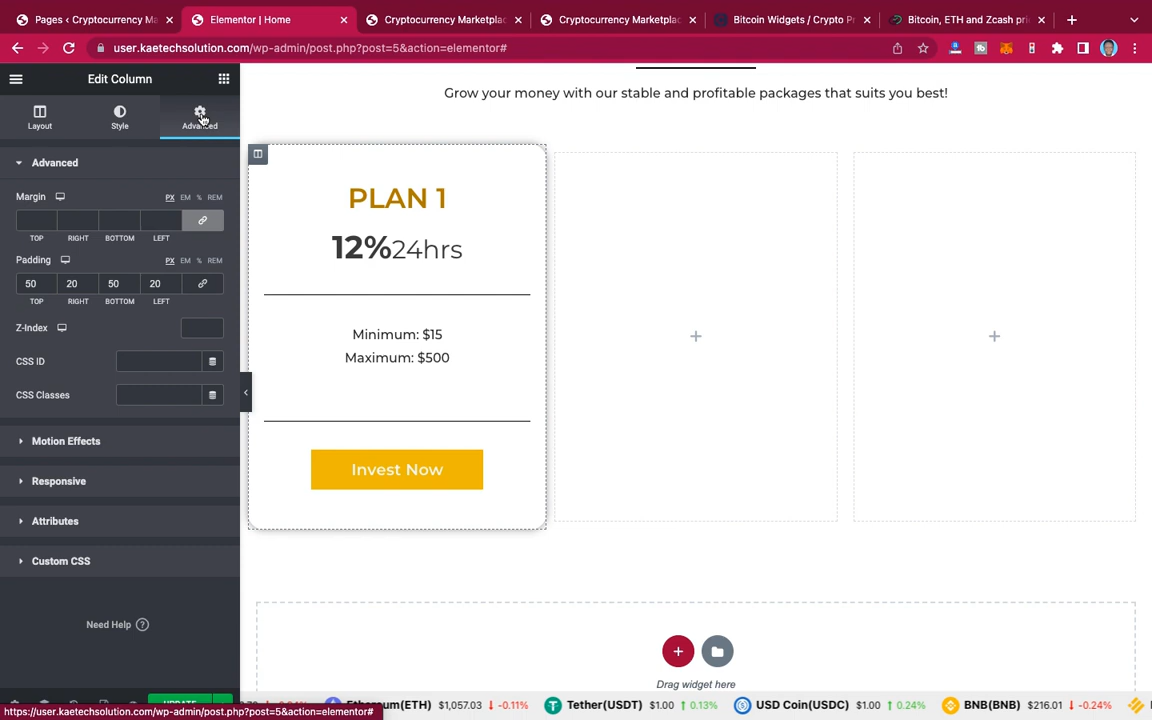 Pages < Cryptocurrency Ma
Elementor | Home
Cryptocurrency Marketplac
Cryptocurrency Marketplac
Bitcoin Widgets / Crypto Pr
Bitcoin, ETH and Zcash pri
user.kaetechsolution.com/wp-admin/post.php?post=5&action=elementor#
Edit Column
Layout
Style
Advanced
Advanced
Margin
PX EM % REM
TOP RIGHT BOTTOM LEFT
Padding
PX EM % REM
50 20 50 20
TOP RIGHT BOTTOM LEFT
Z-Index
CSS ID
CSS Classes
Motion Effects
Responsive
Attributes
Custom CSS
Need Help ?
https://user.kaetechsolution.com/wp-admin/post.php?post=5&action=elementor#
Grow your money with our stable and profitable packages that suits you best!
PLAN 1
12%24hrs
Minimum: $15
Maximum: $500
Invest Now
Drag widget here
Ethereum(ETH) $1,057.03 ↓ -0.11%
Tether(USDT) $1.00 ↑ 0.13%
USD Coin(USDC) $1.00 ↑ 0.24%
BNB(BNB) $216.01 ↓ -0.24%